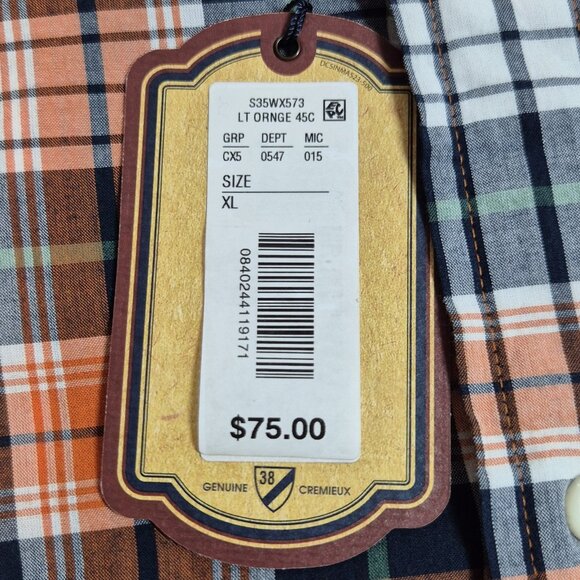 S35WX573
LT ORNGE 45C
GRP DEPT MIC
CX5 0547 015
SIZE
XL
0840244119171
$75.00
38
GENUINE CREMIEUX